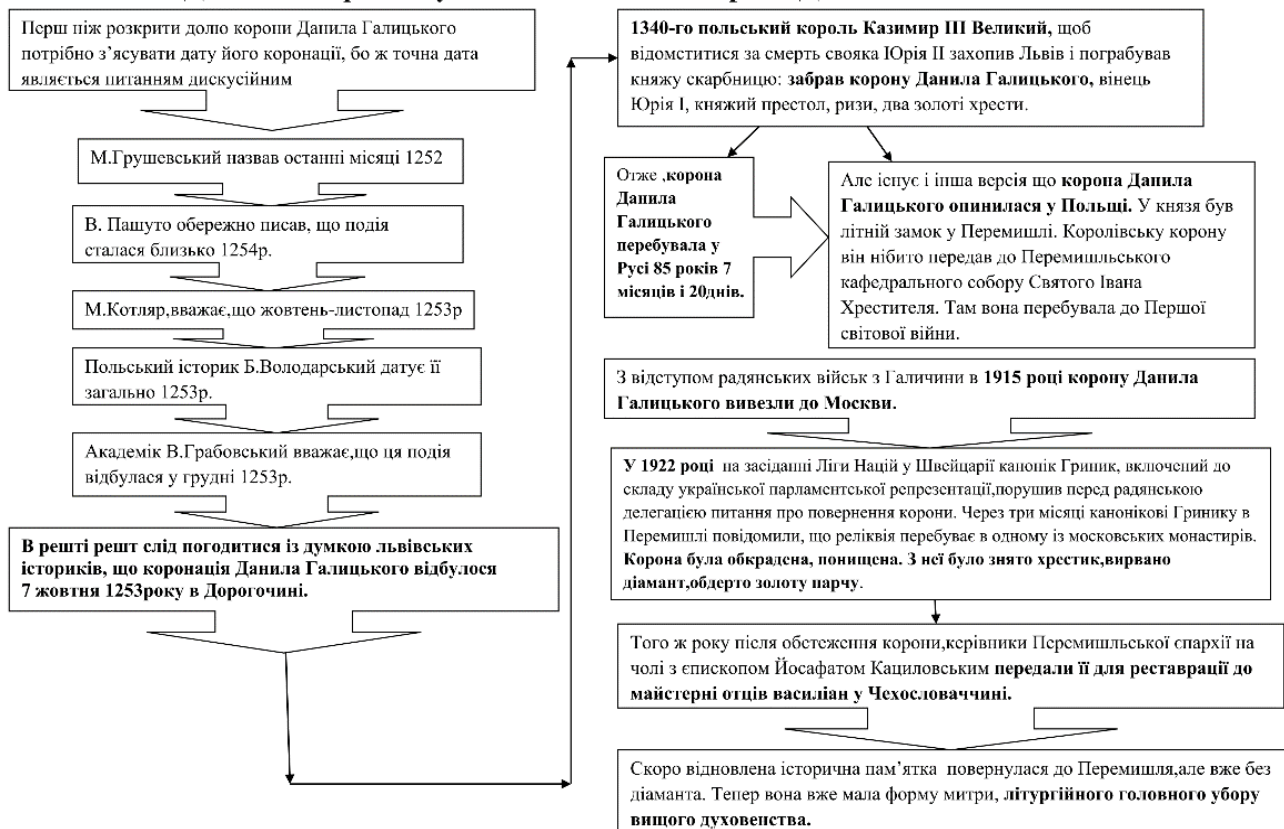 Перш ніж розкрити долю корони Данила Галицького
потрібно з’ясувати дату його коронації, бо ж точна дата
являється питанням дискусійним
М.Грушевський назвав останні місяці 1252
В. Пашуто обережно писав, що подія
сталася близько 1254р.
М.Котляр,вважає,що жовтень-листопад 1253р
Польський історик Б.Володарський датує її
загально 1253р.
Академік В.Грабовський вважає,що ця подія
відбулася у грудні 1253р.
В решті решт слід погодитися із думкою львівських
істориків, що коронація Данила Галицького відбулося
7 жовтня 1253року в Дорогочині.
1340-го польський король Казимир ІІІ Великий, щоб
відомститися за смерть свояка Юрія ІІ захопив Львів і пограбував
княжу скарбницю: забрав корону Данила Галицького, вінець
Юрія І, княжий престол, ризи, два золоті хрести.
Отже ,корона
Данила
Галицького
перебувала у
Русі 85 років 7
місяців і 20днів.
Але існує і інша версія що корона Данила
Галицького опинилася у Польщі. У князя був
літній замок у Перемишлі. Королівську корону
він нібито передав до Перемишльського
кафедрального собору Святого Івана
Хрестителя. Там вона перебувала до Першої
світової війни.
З відступом радянських військ з Галичини в 1915 році корону Данила
Галицького вивезли до Москви.
У 1922 році на засіданні Ліги Націй у Швейцарії канонік Гриник, включений до
складу української парламентської репрезентації,порушив перед радянською
делегацією питання про повернення корони. Через три місяці канонікові Гринику в
Перемишлі повідомили, що реліквія перебуває в одному із московських монастирів.
Корона була обкрадена, понищена. З неї було знято хрестик,вирвано
діамант,обдерто золоту парчу.
Того ж року після обстеження корони,керівники Перемишльської єпархії на
чолі з єпископом Йосафатом Кациловським передали її для реставрації до
майстерні отців василіан у Чехословаччині.
Скоро відновлена історична пам’ятка повернулася до Перемишля,але вже без
діаманта. Тепер вона вже мала форму митри, літургійного головного убору
вищого духовенства.